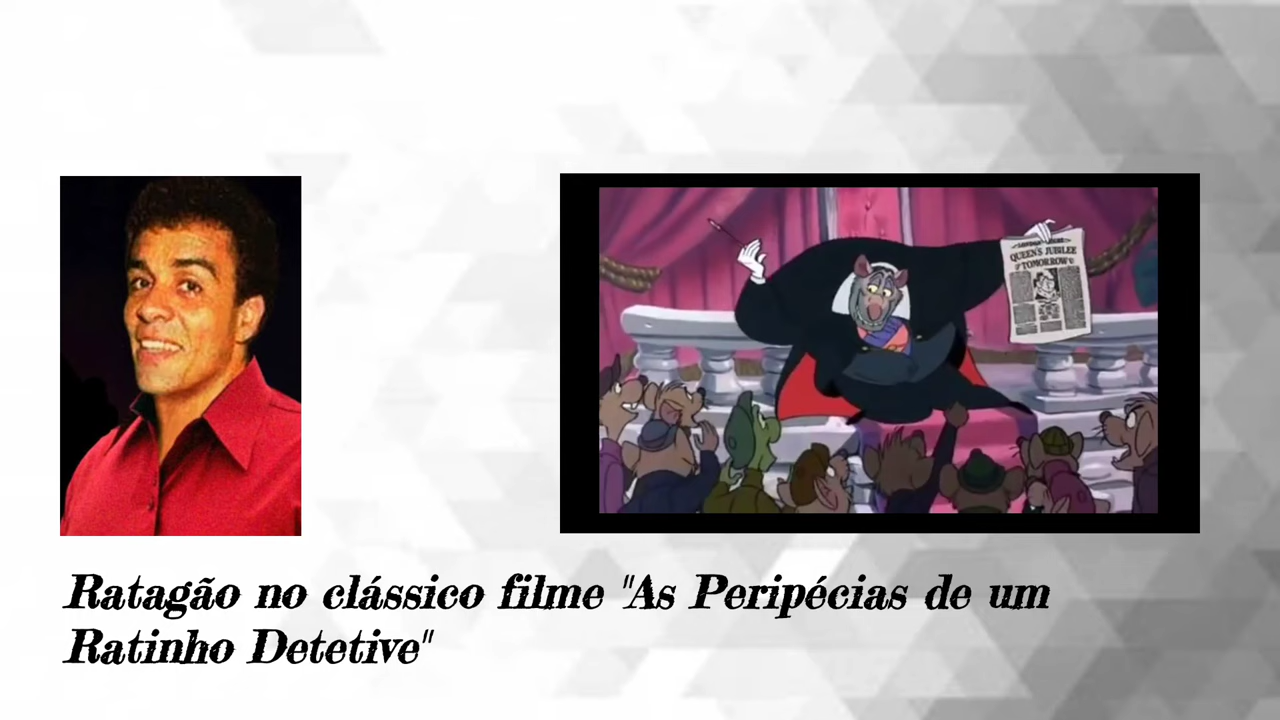 QUEEN'S JUBILEE
TOMORROW
Ratagão no clássico filme "As Peripécias de um
Ratinho Detetive"